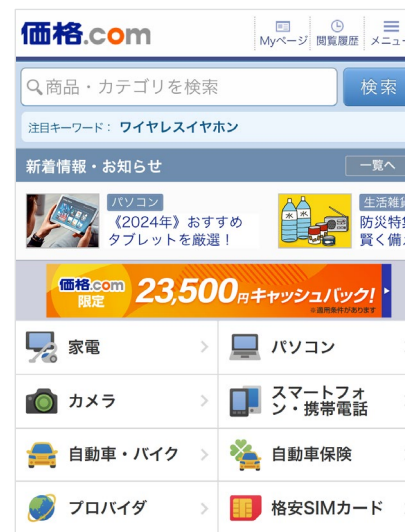 価格.com
Myページ 閲覧履歴 メニュー
商品・カテゴリを検索 検索
注目キーワード： ワイヤレスイヤホン
新着情報・お知らせ 一覧へ
パソコン
《2024年》おすすめ
タブレットを厳選！
水 水
生活雑貨
防災特集
賢く備
価格.com
限定
23,500円キャッシュバック!
※適用条件があります
家電
パソコン
カメラ
スマートフォ
ン・携帯電話
自動車・バイク
自動車保険
プロバイダ
格安SIMカード